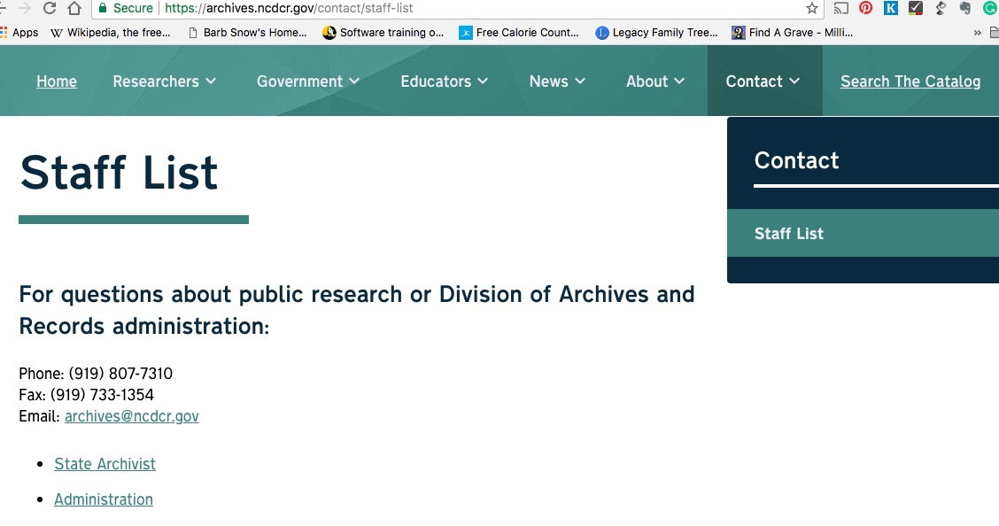 Secure | https://archives.ncdcr.gov/contact/staff-list
Apps Wikipedia, the free... Barb Snow's Home... Software training o... Free Calorie Count... Legacy Family Tree... Find A Grave - Milli... »
Home Researchers Government Educators News About Contact Search The Catalog
Staff List
Contact
Staff List
For questions about public research or Division of Archives and
Records administration:
Phone: (919) 807-7310
Fax: (919) 733-1354
Email: archives@ncdcr.gov
• State Archivist
• Administration